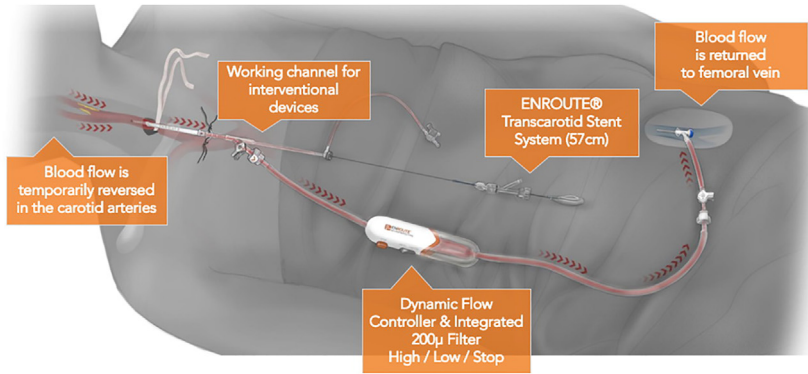 Blood flow
is returned
to femoral vein
Working channel for
interventional
devices
ENROUTE®
Transcarotid Stent
System (57cm)
Blood flow is
temporarily reversed
in the carotid arteries
ENROUTE
Dynamic Flow
Controller & Integrated
200µ Filter
High / Low / Stop